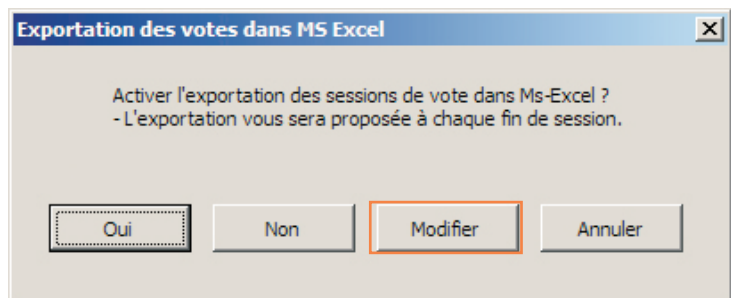 Exportation des votes dans MS Excel
Activer l'exportation des sessions de vote dans Ms-Excel ?
- L'exportation vous sera proposée à chaque fin de session.
Oui Non Modifier Annuler